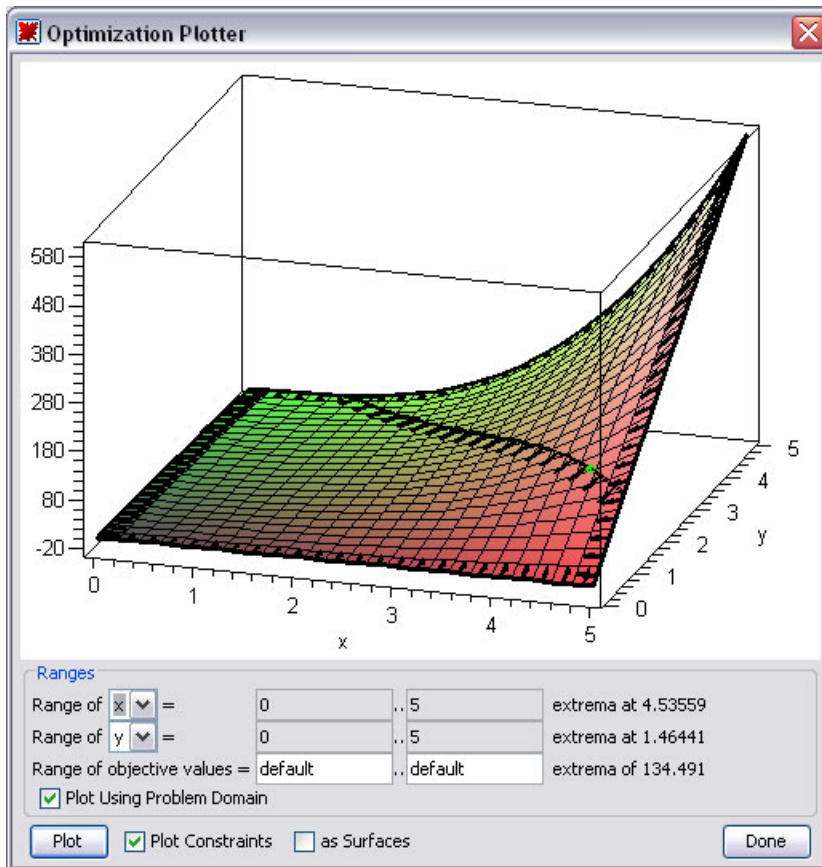 Optimization Plotter
580
480
380
280
180
80
-20
0
1
2
3
4
5
x
0
1
2
3
4
5
y
Ranges
Range of x = 0 .. 5 extrema at 4.53559
Range of y = 0 .. 5 extrema at 1.46441
Range of objective values = default .. default extrema of 134.491
Plot Using Problem Domain
Plot Plot Constraints as Surfaces Done